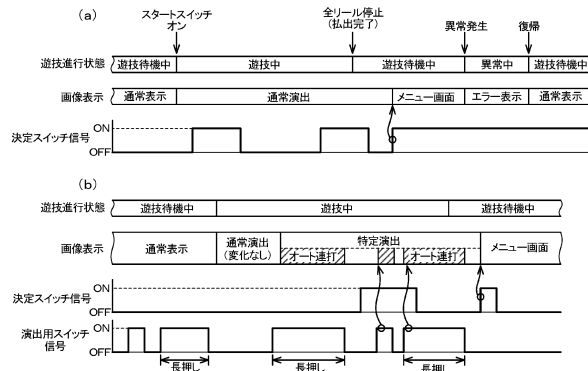 (a)
スタートスイッチ
オン
全リール停止
(払出完了)
異常発生 復帰
遊技進行状態 遊技待機中 遊技中 遊技待機中 異常中 遊技待機中
画像表示 通常表示 通常演出 メニュー画面 エラー表示 通常表示
決定スイッチ信号 ON
OFF
(b)
遊技進行状態 遊技待機中 遊技中 遊技待機中
画像表示 通常表示 通常演出
(変化なし) 特定演出
オート連打 オート連打 メニュー画面
決定スイッチ信号 ON
OFF
演出用スイッチ
信号 ON
OFF
長押し 長押し 長押し